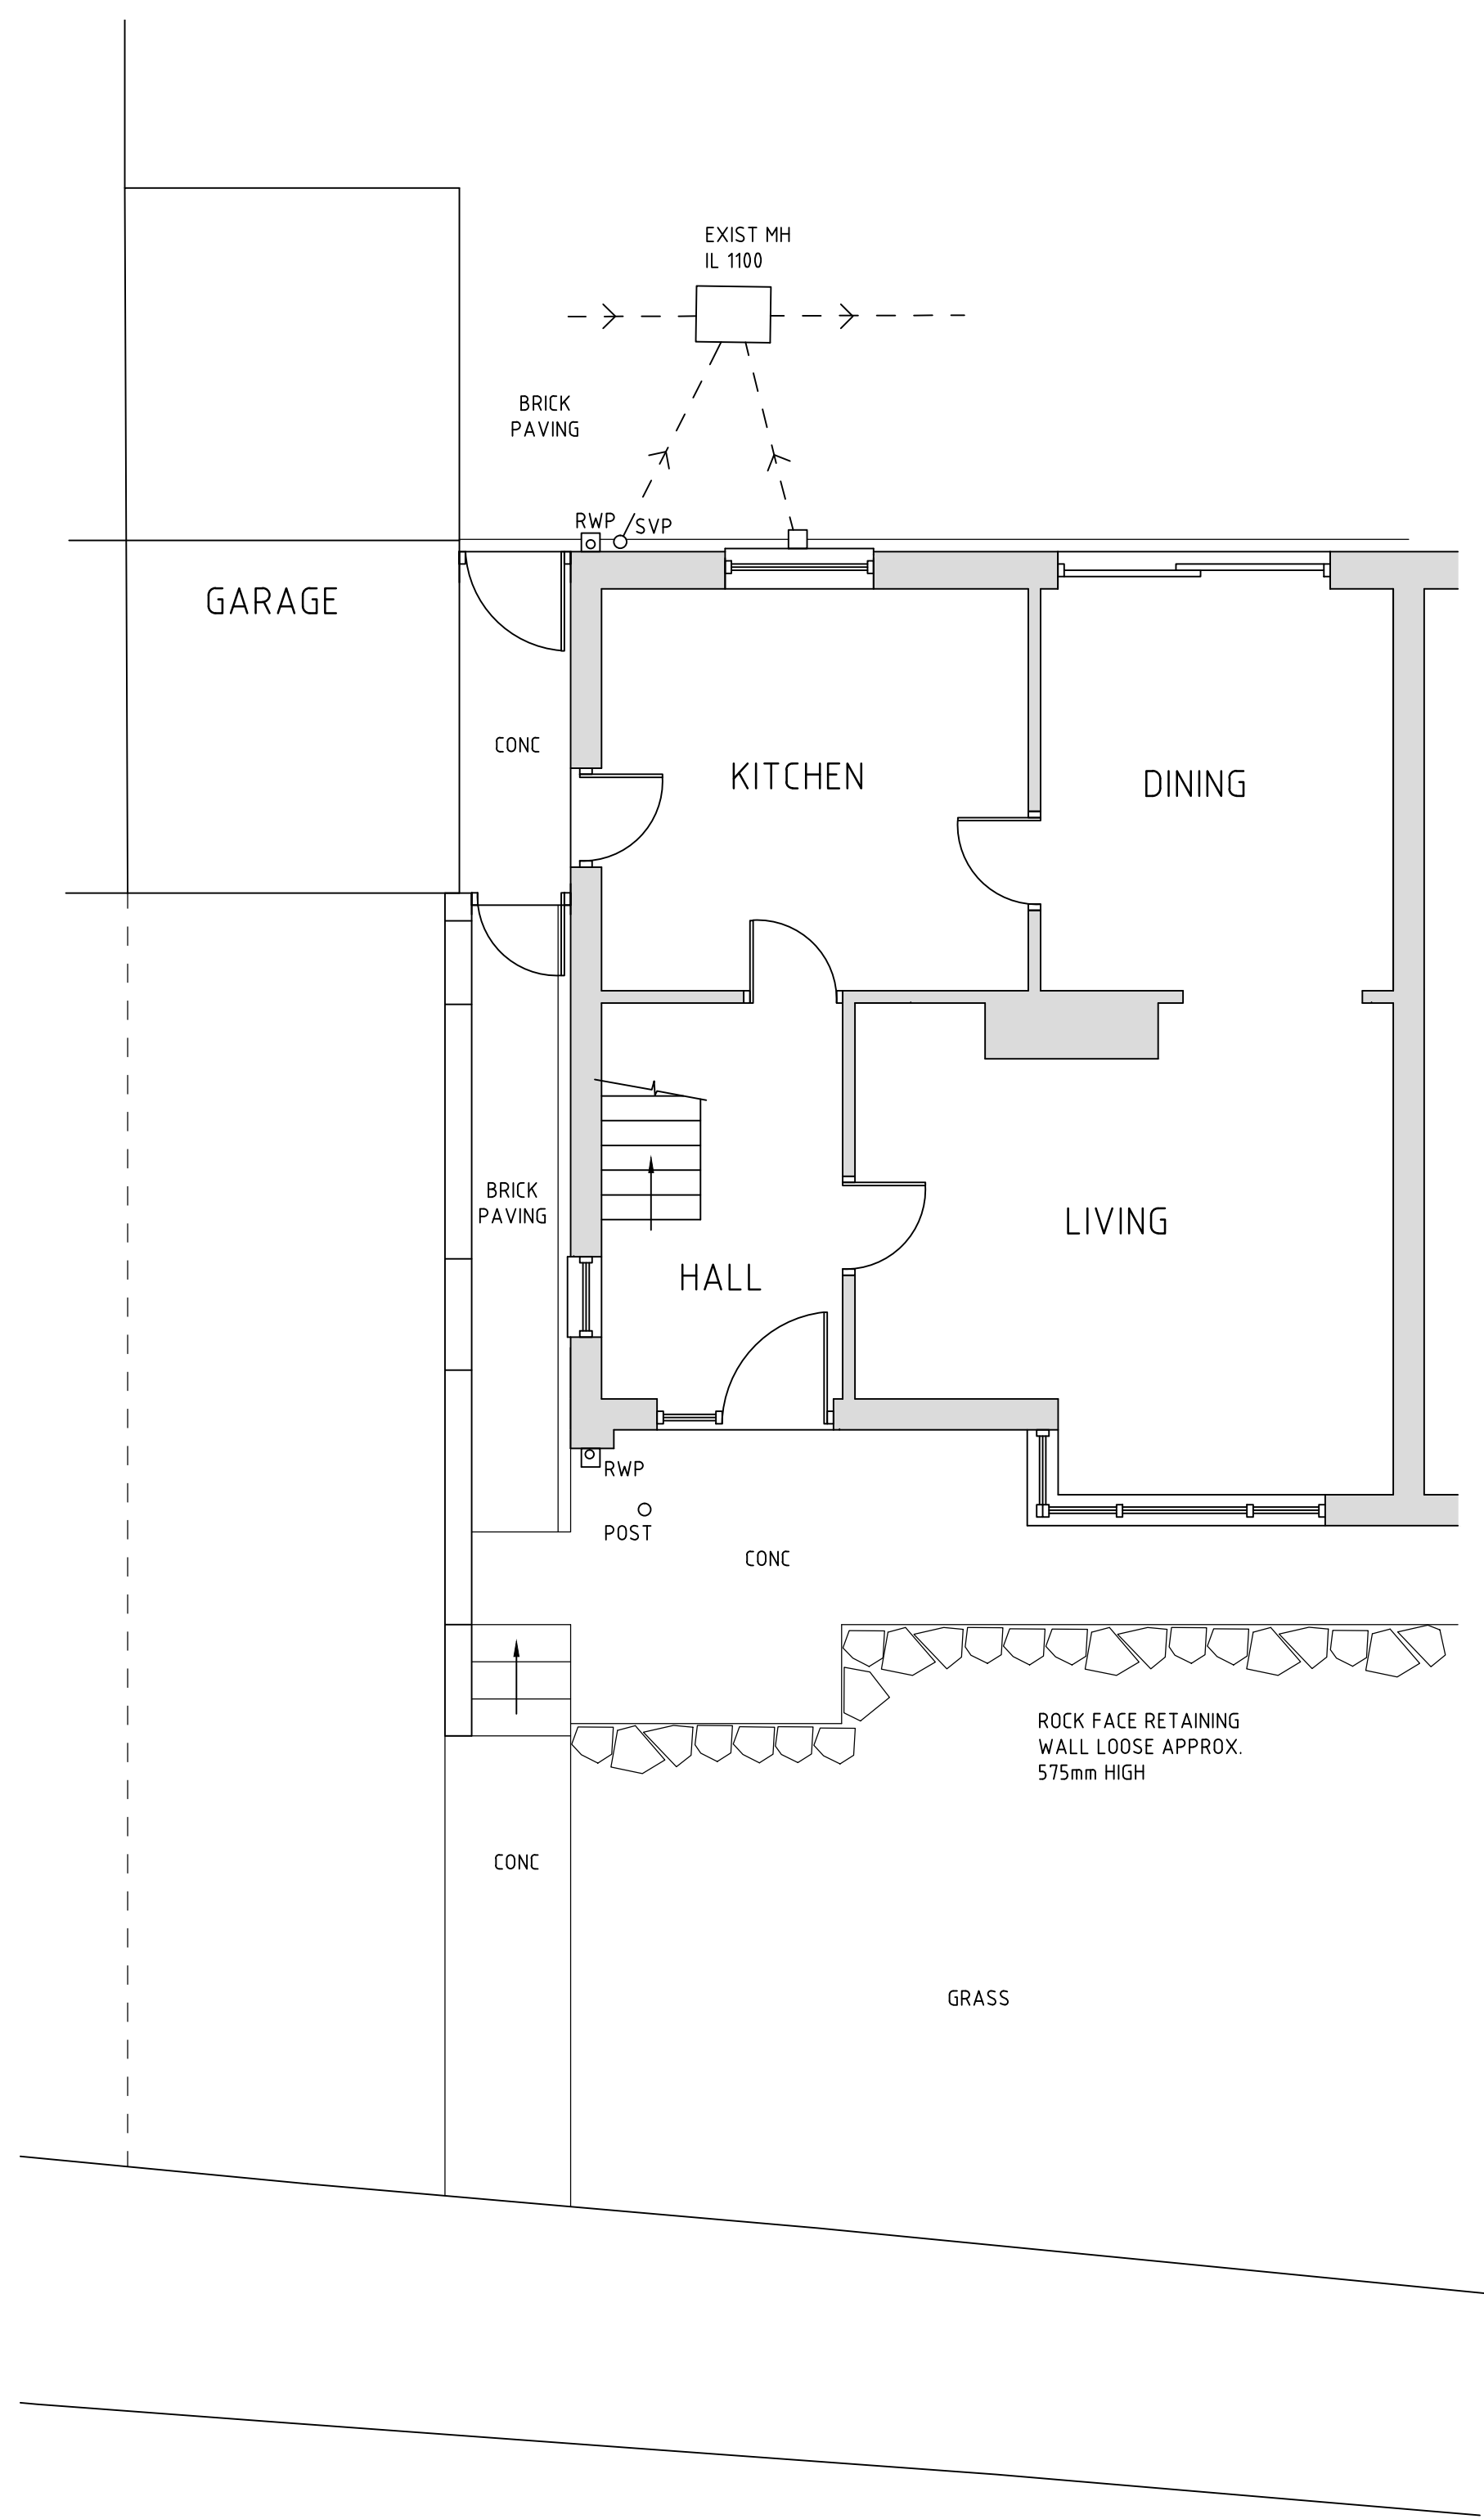 EXIST MH
IL 1100
BRICK
PAVING
RWP
SVP
GARAGE
CONC
KITCHEN
DINING
BRICK
PAVING
LIVING
HALL
RWP
POST
CONC
ROCK FACE RETAINING
WALL LOOSE APPROX.
575mm HIGH
CONC
GRASS